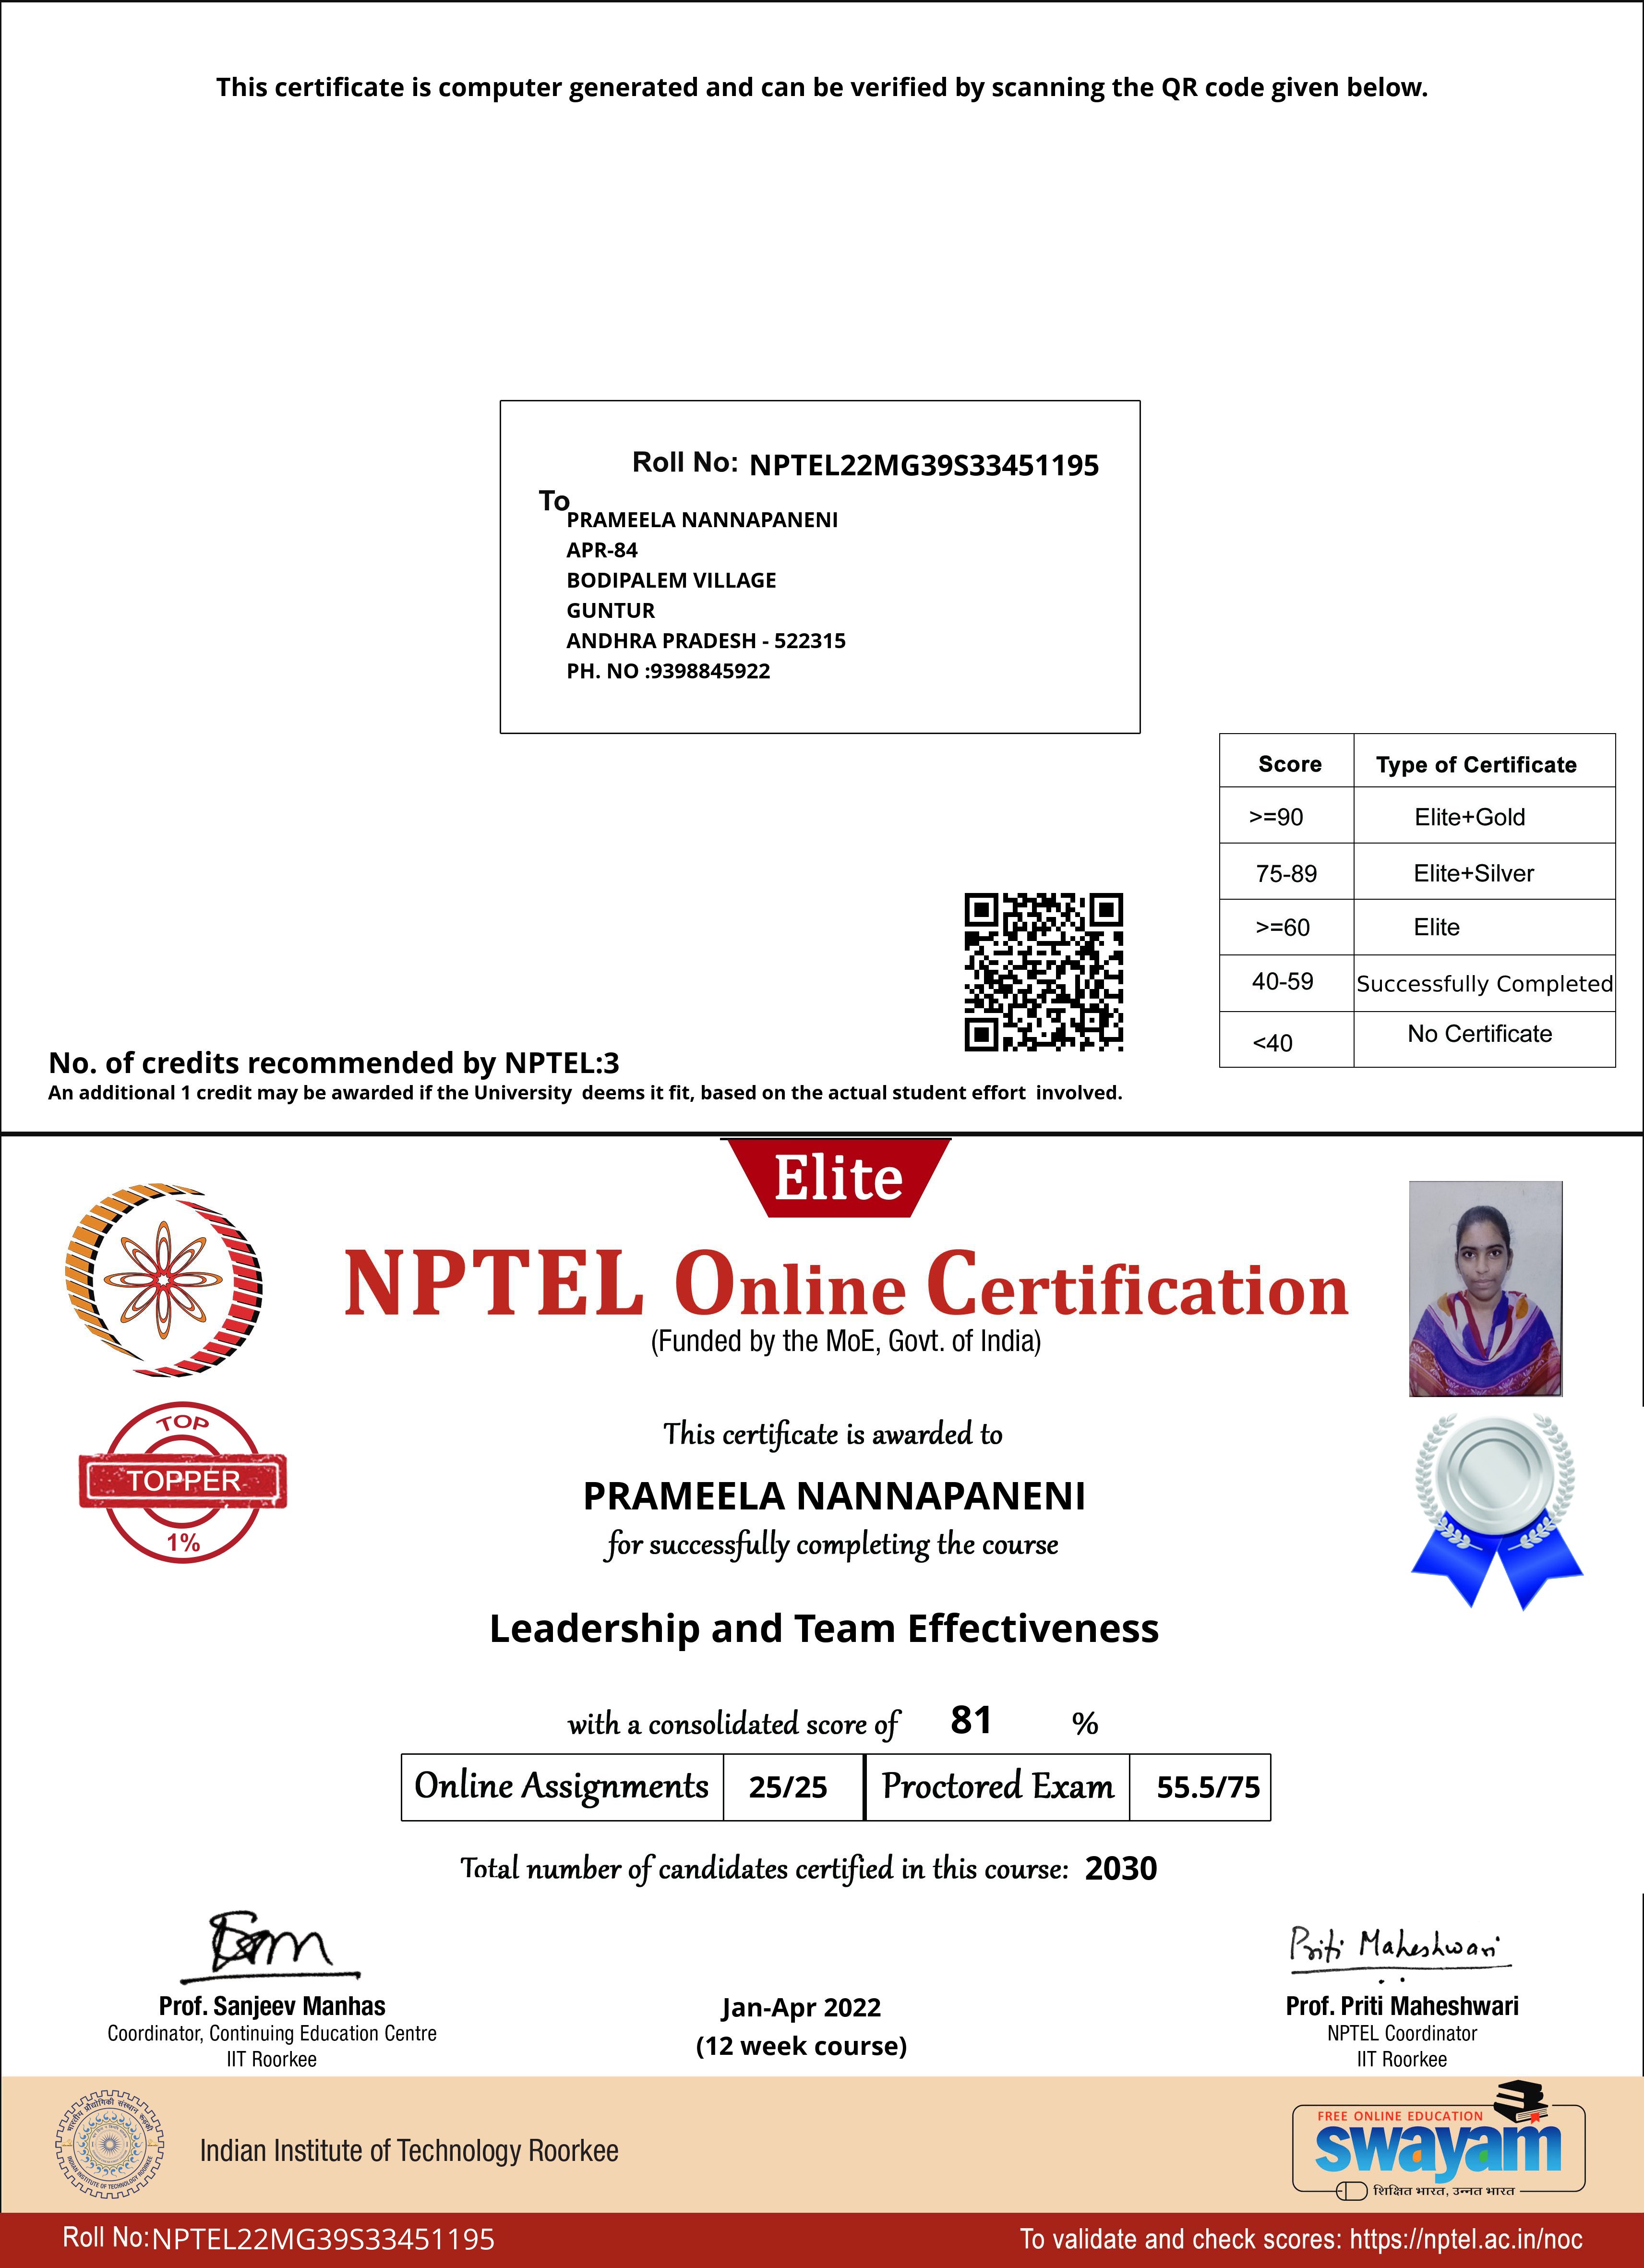 This certificate is computer generated and can be verified by scanning the QR code given below.
Roll No: NPTEL22MG39S33451195
To
PRAMEELA NANNAPANENI
APR-84
BODIPALEM VILLAGE
GUNTUR
ANDHRA PRADESH - 522315
PH. NO :9398845922
Score Type of Certificate
>=90 Elite+Gold
75-89 Elite+Silver
>=60 Elite
40-59 Successfully Completed
<40 No Certificate
No. of credits recommended by NPTEL:3
An additional 1 credit may be awarded if the University deems it fit, based on the actual student effort involved.
Elite
NPTEL Online Certification
(Funded by the MoE, Govt. of India)
TOP
TOPPER
1%
This certificate is awarded to
PRAMEELA NANNAPANENI
for successfully completing the course
Leadership and Team Effectiveness
with a consolidated score of 81 %
Online Assignments 25/25 Proctored Exam 55.5/75
Total number of candidates certified in this course: 2030
Priti Maheshwari
Prof. Sanjeev Manhas
Coordinator, Continuing Education Centre
IIT Roorkee
Jan-Apr 2022
(12 week course)
Prof. Priti Maheshwari
NPTEL Coordinator
IIT Roorkee
भारतीय प्रौद्योगिकी संस्थान रुड़की
INDIAN INSTITUTE OF TECHNOLOGY ROORKEE
Indian Institute of Technology Roorkee
FREE ONLINE EDUCATION
swayam
शिक्षित भारत, उन्नत भारत
Roll No: NPTEL22MG39S33451195
To validate and check scores: https://nptel.ac.in/noc